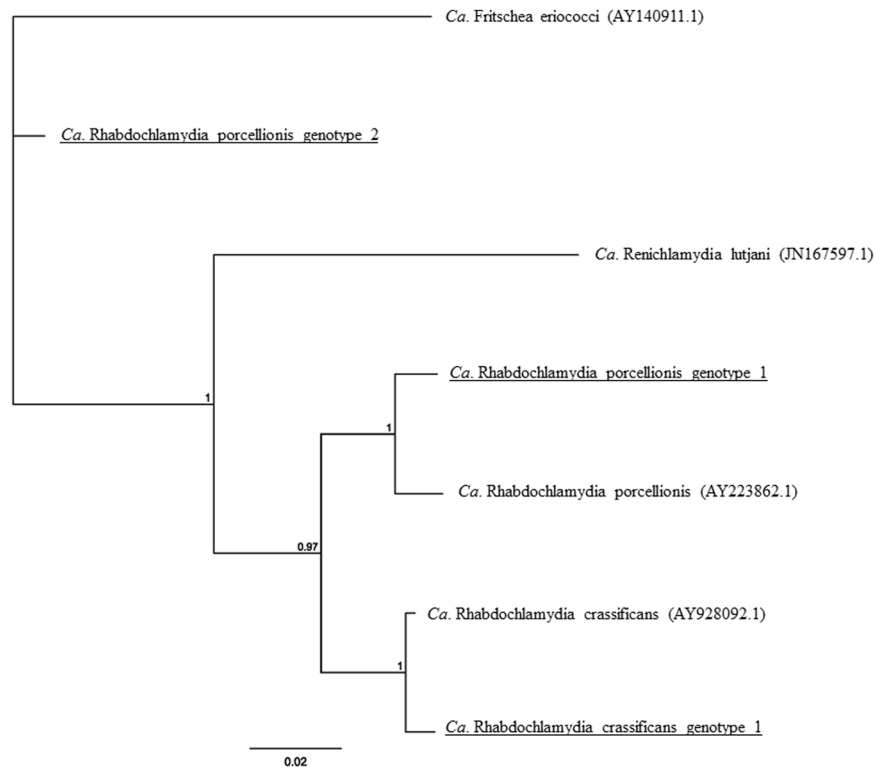 Ca. Fritschea eriococci (AY140911.1)
Ca. Rhabdochlamydia porcellionis genotype 2
Ca. Renichlamydia lutjani (JN167597.1)
Ca. Rhabdochlamydia porcellionis genotype 1
1
1
Ca. Rhabdochlamydia porcellionis (AY223862.1)
0.97
Ca. Rhabdochlamydia crassificans (AY928092.1)
1
Ca. Rhabdochlamydia crassificans genotype 1
0.02